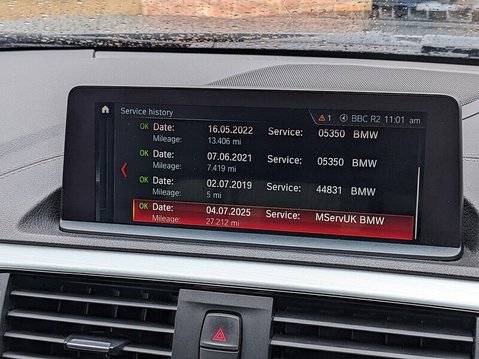 Service history
1 4 BBC R2 11:01 am
OK Date: 16.05.2022 Service: 05350 BMW
Mileage: 13.406 mi
OK Date: 07.06.2021 Service: 05350 BMW
Mileage: 7.419 mi
OK Date: 02.07.2019 Service: 44831 BMW
Mileage: 5 mi
OK Date: 04.07.2025 Service: MServUK BMW
Mileage: 27.212 mi